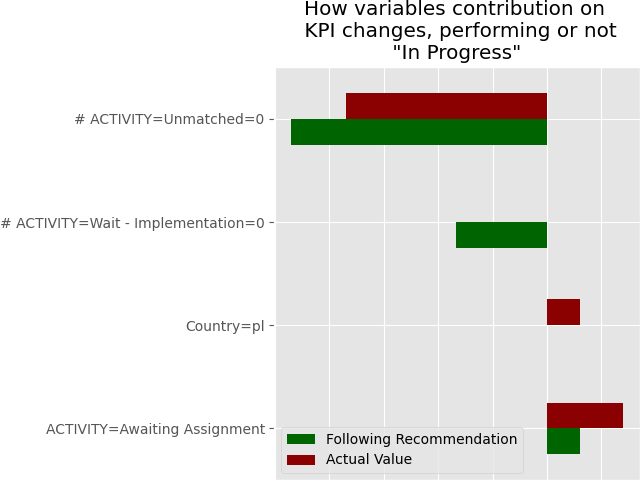 How variables contribution on
KPI changes, performing or not
"In Progress"
# ACTIVITY=Unmatched=0
# ACTIVITY=Wait - Implementation=0
Country=pl
ACTIVITY=Awaiting Assignment
Following Recommendation
Actual Value